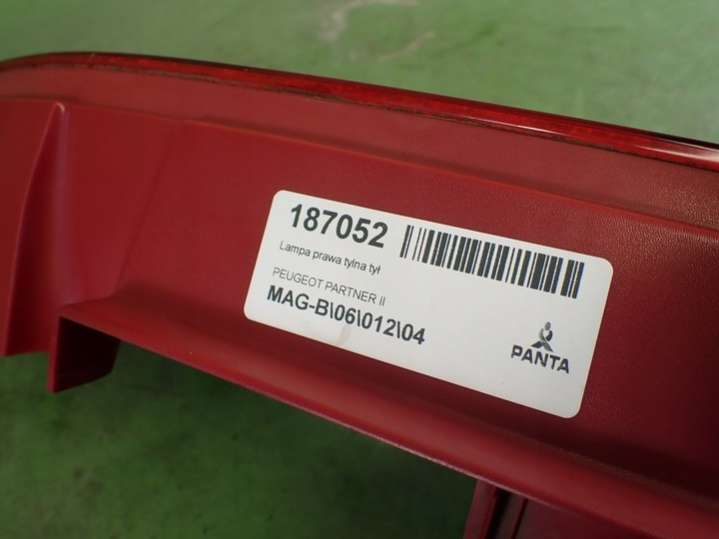 187052
Lampa prawa tylna tył
PEUGEOT PARTNER II
MAG-B\06\012\04
PANTA